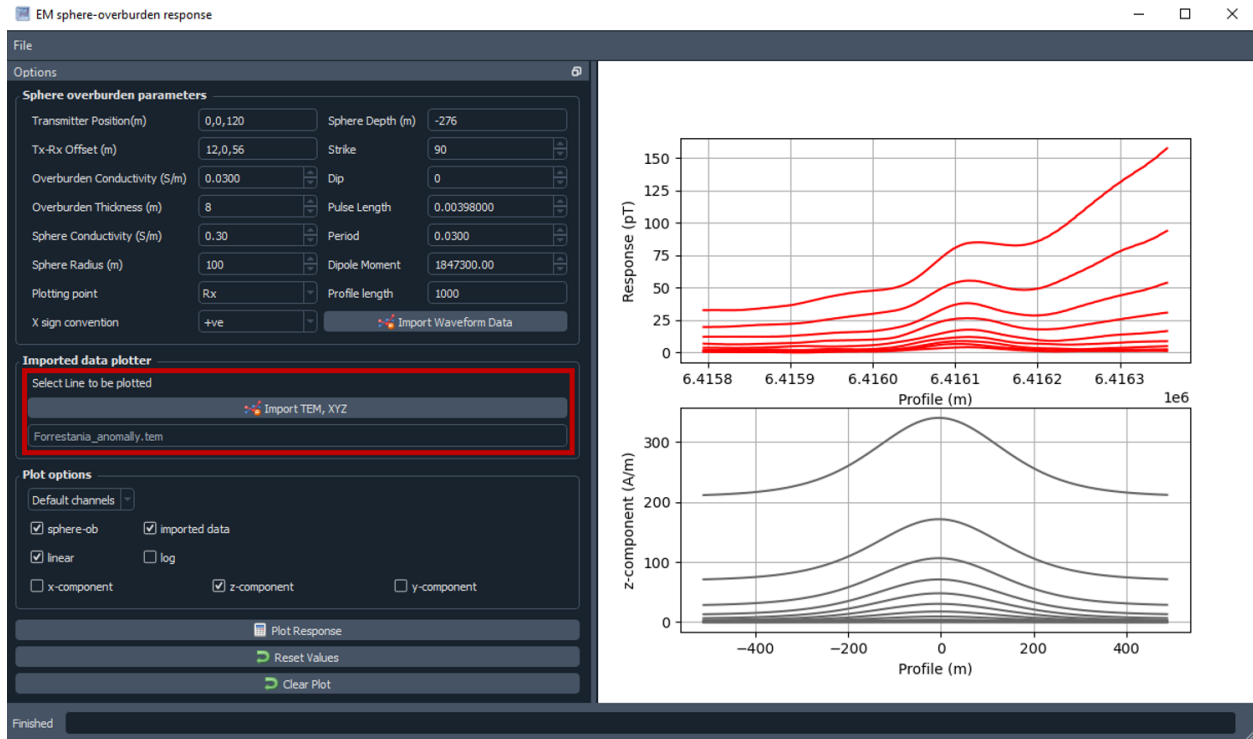 EM sphere-overburden response
File
Options
Sphere overburden parameters
Transmitter Position(m) 0,0,120 Sphere Depth (m) -276
Tx-Rx Offset (m) 12,0,56 Strike 90
Overburden Conductivity (S/m) 0.0300 Dip 0
Overburden Thickness (m) 8 Pulse Length 0.00398000
Sphere Conductivity (S/m) 0.30 Period 0.0300
Sphere Radius (m) 100 Dipole Moment 1847300.00
Plotting point Rx Profile length 1000
X sign convention +ve Import Waveform Data
Imported data plotter
Select Line to be plotted
Import TEM, XYZ
Forrestania_anomally.tem
Plot options
Default channels
sphere-ob imported data
linear log
x-component z-component y-component
Plot Response
Reset Values
Clear Plot
Finished
Response (pT)
150
125
100
75
50
25
0
6.4158 6.4159 6.4160 6.4161 6.4162 6.4163
Profile (m) 1e6
z-component (A/m)
300
200
100
0
−400 −200 0 200 400
Profile (m)